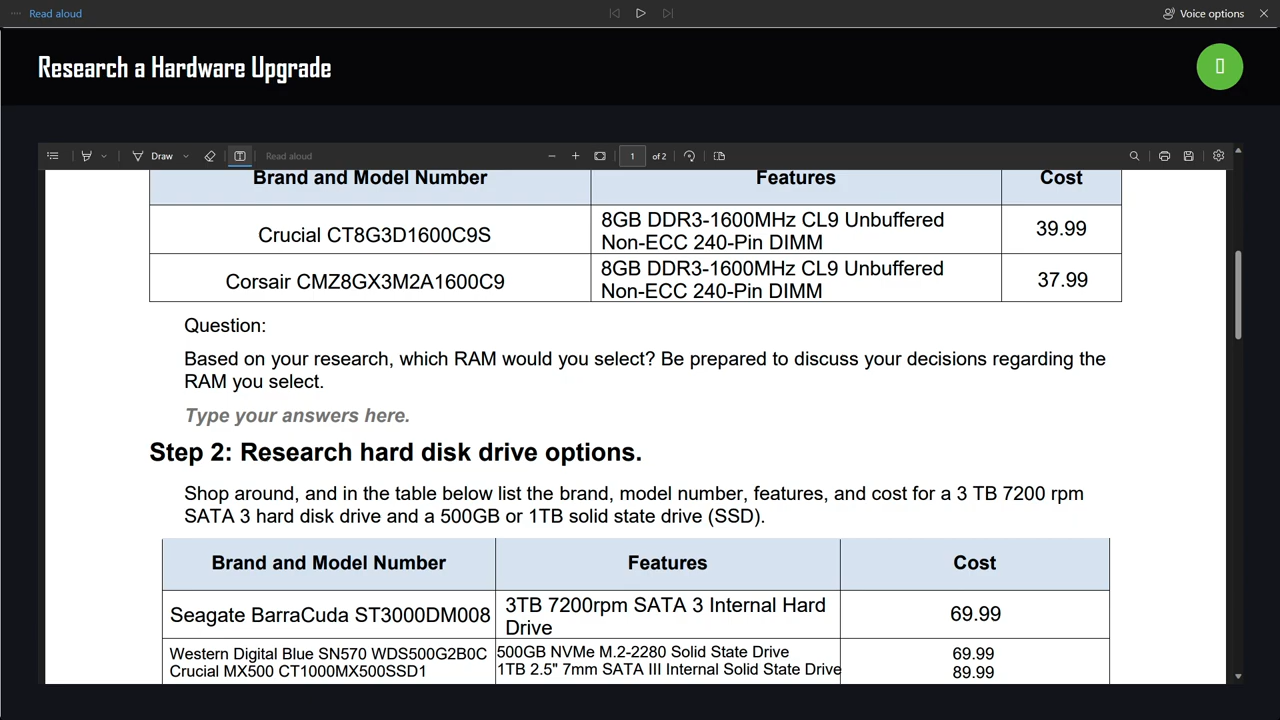 Read aloud
Voice options
Research a Hardware Upgrade
Draw
Read aloud
1 of 2
Brand and Model Number Features Cost
Crucial CT8G3D1600C9S 8GB DDR3-1600MHz CL9 Unbuffered Non-ECC 240-Pin DIMM 39.99
Corsair CMZ8GX3M2A1600C9 8GB DDR3-1600MHz CL9 Unbuffered Non-ECC 240-Pin DIMM 37.99
Question:
Based on your research, which RAM would you select? Be prepared to discuss your decisions regarding the
RAM you select.
Type your answers here.
Step 2: Research hard disk drive options.
Shop around, and in the table below list the brand, model number, features, and cost for a 3 TB 7200 rpm
SATA 3 hard disk drive and a 500GB or 1TB solid state drive (SSD).
Brand and Model Number Features Cost
Seagate BarraCuda ST3000DM008 3TB 7200rpm SATA 3 Internal Hard Drive 69.99
Western Digital Blue SN570 WDS500G2B0C 500GB NVMe M.2-2280 Solid State Drive 69.99
Crucial MX500 CT1000MX500SSD1 1TB 2.5" 7mm SATA III Internal Solid State Drive 89.99